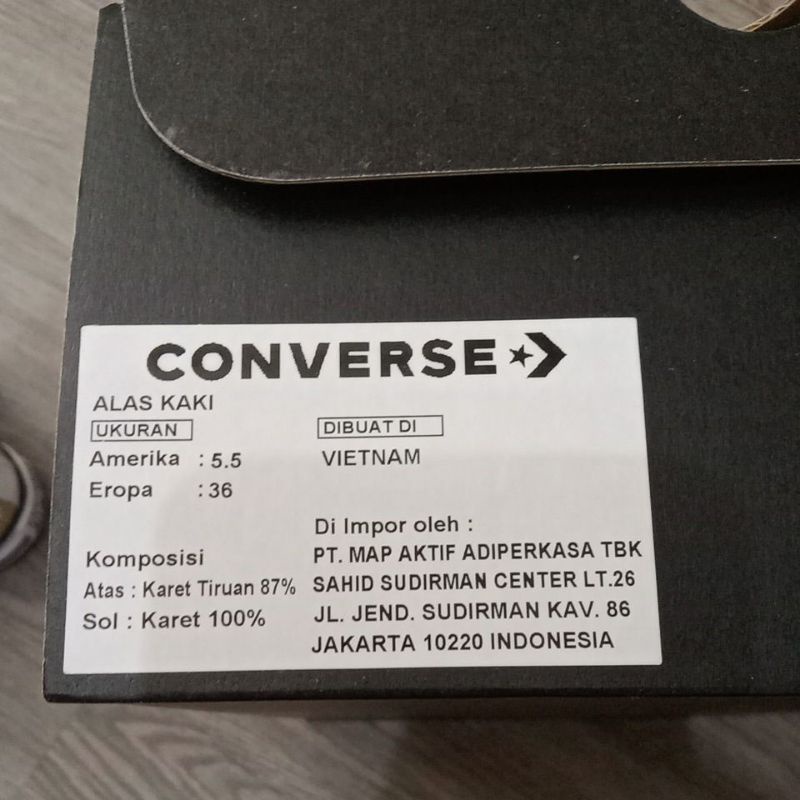 CONVERSE
ALAS KAKI
UKURAN
Amerika : 5.5
Eropa : 36
DIBUAT DI
VIETNAM
Komposisi
Atas : Karet Tiruan 87%
Sol : Karet 100%
Di Impor oleh :
PT. MAP AKTIF ADIPERKASA TBK
SAHID SUDIRMAN CENTER LT.26
JL. JEND. SUDIRMAN KAV. 86
JAKARTA 10220 INDONESIA